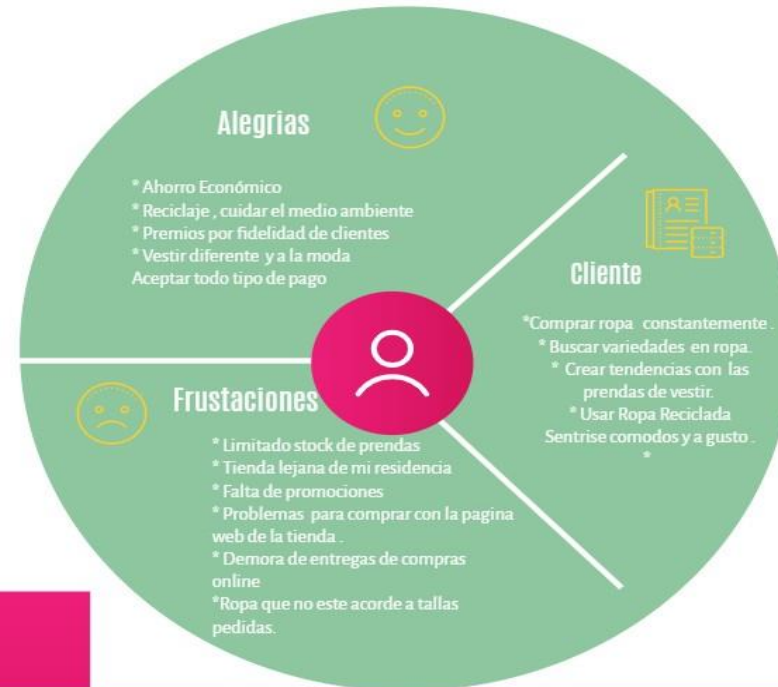 Alegrias
* Ahorro Económico
* Reciclaje , cuidar el medio ambiente
* Premios por fidelidad de clientes
* Vestir diferente y a la moda
Aceptar todo tipo de pago
Cliente
*Comprar ropa constantemente .
* Buscar variedades en ropa.
* Crear tendencias con las
prendas de vestir.
* Usar Ropa Reciclada
Sentrise comodos y a gusto .
*
Frustaciones
* Limitado stock de prendas
* Tienda lejana de mi residencia
* Falta de promociones
* Problemas para comprar con la pagina
web de la tienda .
* Demora de entregas de compras
online
*Ropa que no este acorde a tallas
pedidas.